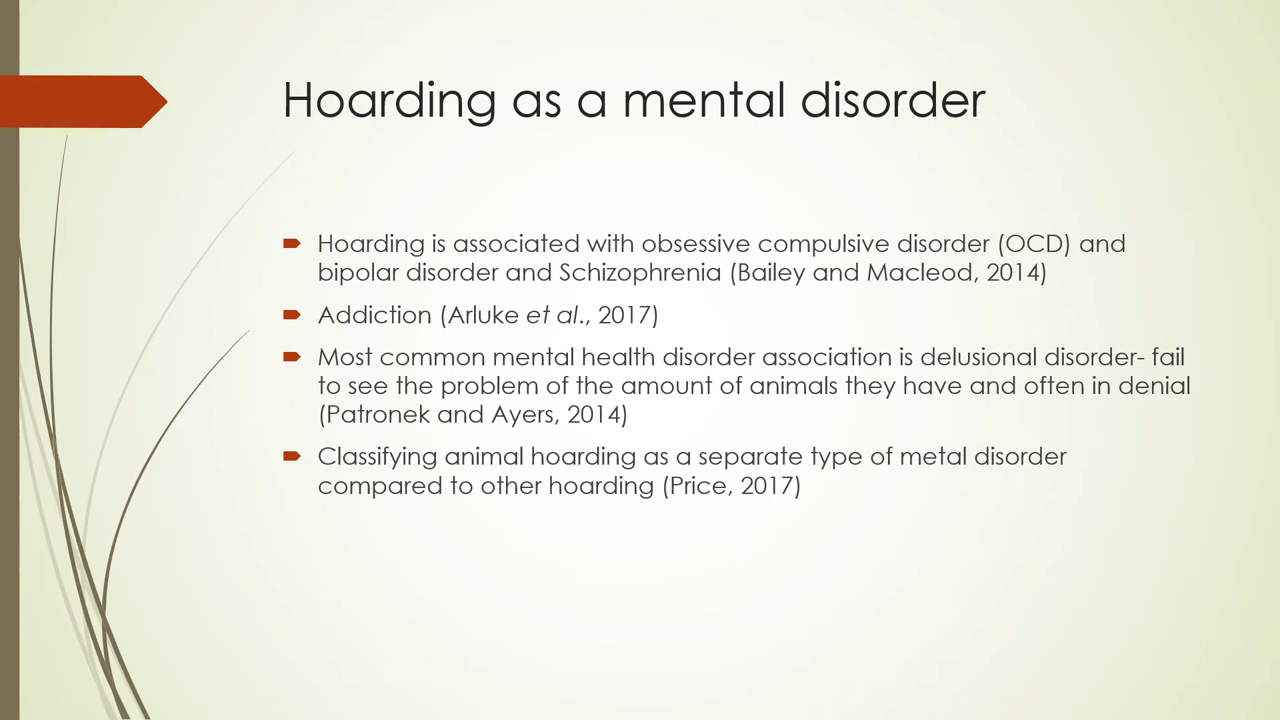 Hoarding as a mental disorder
Hoarding is associated with obsessive compulsive disorder (OCD) and
bipolar disorder and Schizophrenia (Bailey and Macleod, 2014)
Addiction (Arluke et al., 2017)
Most common mental health disorder association is delusional disorder- fail
to see the problem of the amount of animals they have and often in denial
(Patronek and Ayers, 2014)
Classifying animal hoarding as a separate type of metal disorder
compared to other hoarding (Price, 2017)